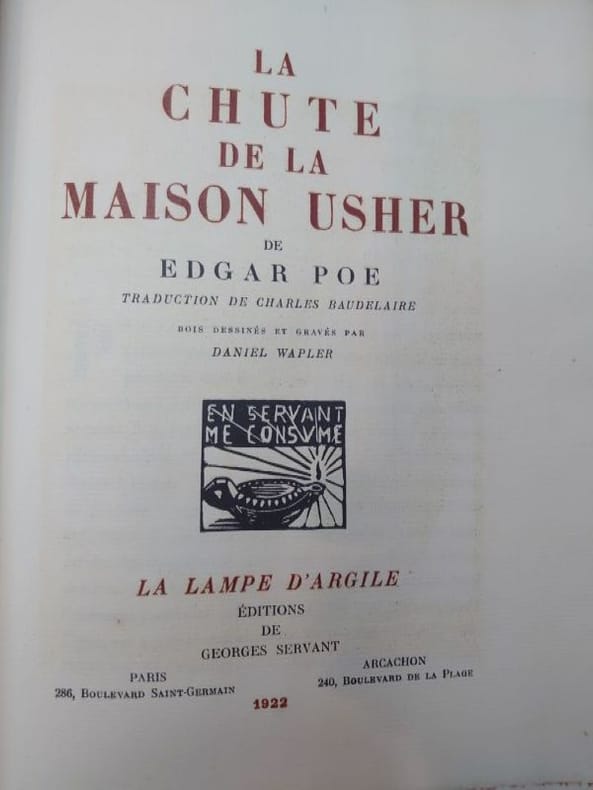 LA
CHUTE
DE LA
MAISON USHER
DE
EDGAR POE
TRADUCTION DE CHARLES BAUDELAIRE
BOIS DESSINÉS ET GRAVÉS PAR
DANIEL WAPLER
EN SERVANT
ME CONSVME
LA LAMPE D'ARGILE
ÉDITIONS
DE
GEORGES SERVANT
PARIS
286, BOULEVARD SAINT-GERMAIN
ARCACHON
240, BOULEVARD DE LA PLAGE
1922